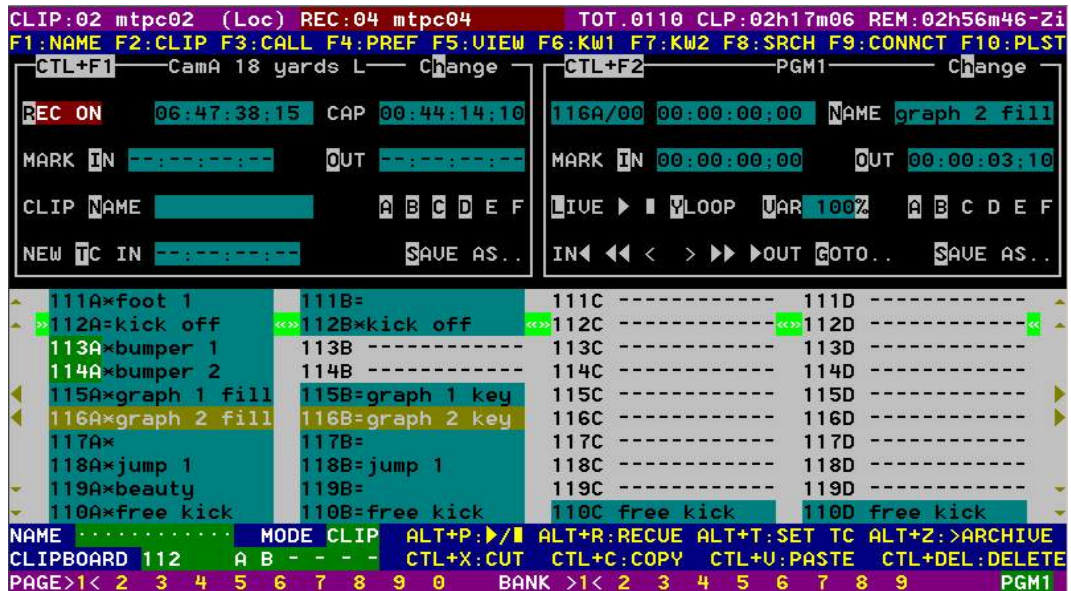 CLIP:02 mtpc02 (Loc) REC:04 mtpc04 TOT.0110 CLP:02h17m06 REM:02h56m46-Zi
F1:NAME F2:CLIP F3:CALL F4:PREF F5:VIEW F6:KW1 F7:KW2 F8:SRCH F9:CONNCT F10:PLST
CTL+F1 CamA 18 yards L Change CTL+F2 PGM1 Change
REC ON 06:47:38:15 CAP 00:44:14:10 116A/00 00:00:00;00 NAME graph 2 fill
MARK IN --:--:--:-- OUT --:--:--:-- MARK IN 00:00:00;00 OUT 00:00:03;10
CLIP NAME A B C D E F LIVE ▶ ▮ YLOOP VAR 100% A B C D E F
NEW TC IN --:--:--:-- SAVE AS.. IN◀ ◀◀ < > ▶▶ ▶OUT GOTO.. SAVE AS..
111A*foot 1 111B= 111C ------------ 111D ------------
»112A=kick off «»112B*kick off «»112C ------------«»112D ------------«
113A*bumper 1 113B ------------ 113C ------------ 113D ------------
114A*bumper 2 114B ------------ 114C ------------ 114D ------------
115A*graph 1 fill 115B=graph 1 key 115C ------------ 115D ------------
116A*graph 2 fill 116B=graph 2 key 116C ------------ 116D ------------
117A* 117B= 117C ------------ 117D ------------
118A*jump 1 118B=jump 1 118C ------------ 118D ------------
119A*beauty 119B= 119C ------------ 119D ------------
110A*free kick 110B=free kick 110C free kick 110D free kick
NAME ············ MODE CLIP ALT+P:▶/▮ ALT+R:RECUE ALT+T:SET TC ALT+Z:>ARCHIVE
CLIPBOARD 112 A B - - - - CTL+X:CUT CTL+C:COPY CTL+V:PASTE CTL+DEL:DELETE
PAGE>1< 2 3 4 5 6 7 8 9 0 BANK >1< 2 3 4 5 6 7 8 9 PGM1